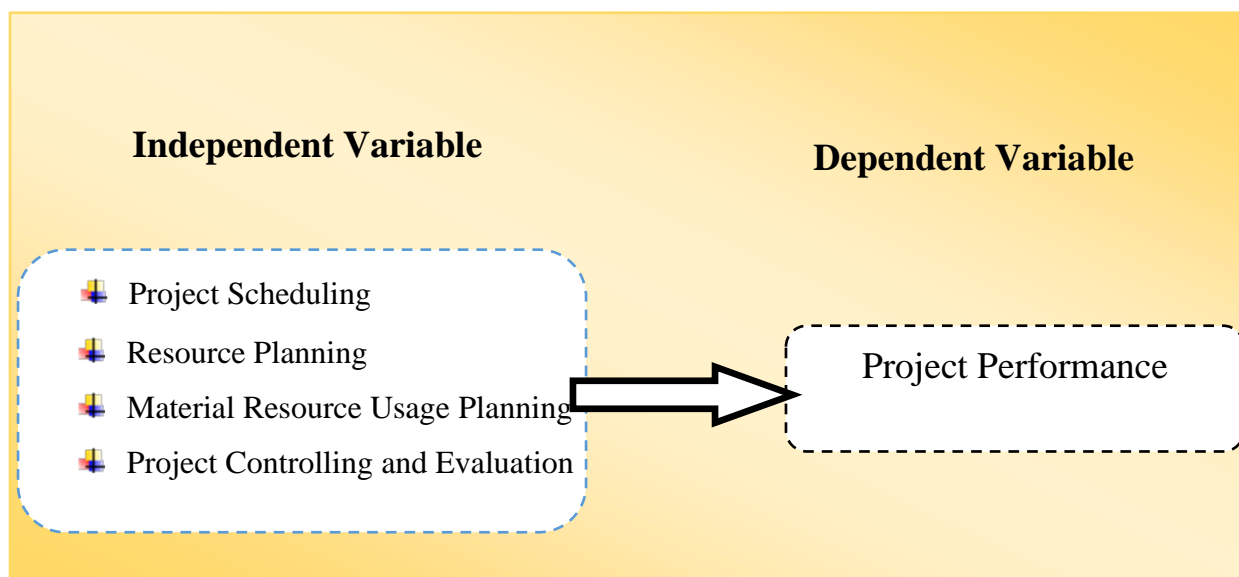 Independent Variable
Dependent Variable
Project Scheduling
Resource Planning
Material Resource Usage Planning
Project Controlling and Evaluation
Project Performance